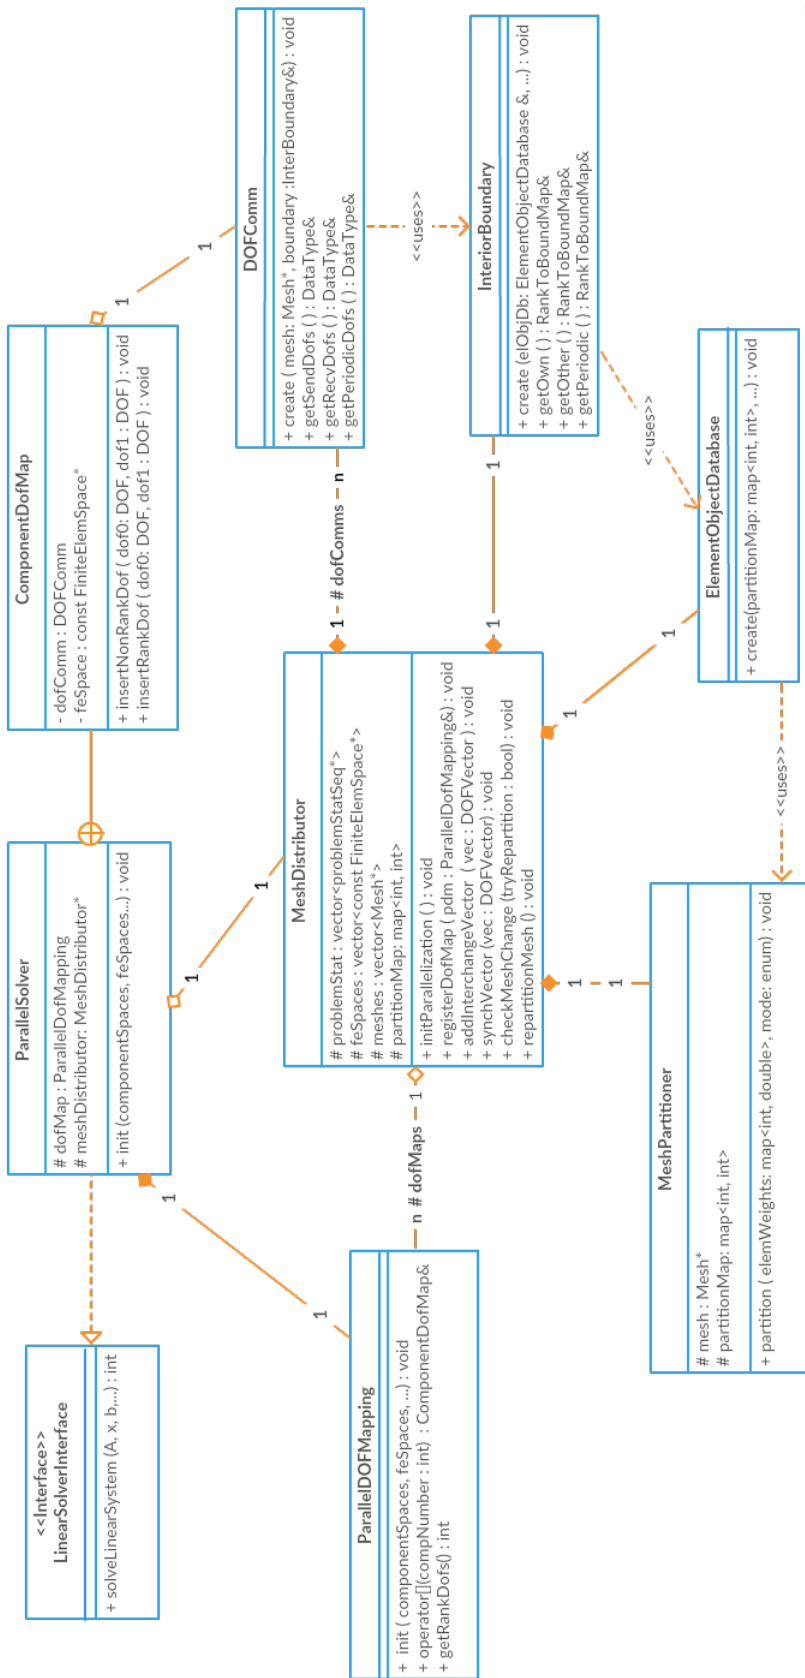 <<Interface>>
LinearSolverInterface
+ solveLinearSystem (A, x, b,...) : int
ParallelSolver
# dofMap : ParallelDofMapping
# meshDistributor: MeshDistributor*
+ init (componentSpaces, feSpaces...) : void
ComponentDofMap
- dofComm : DOFComm
- feSpace : const FiniteElemSpace*
+ insertNonRankDof ( dof0: DOF, dof1 : DOF ) : void
+ insertRankDof ( dof0: DOF, dof1 : DOF ) : void
1
1
1
1
1
1
DOFComm
+ create ( mesh: Mesh*, boundary :InterBoundary&) : void
+ getSendDofs ( ) : DataType&
+ getRecvDofs ( ) : DataType&
+ getPeriodicDofs ( ) : DataType&
ParallelDOFMapping
+ init ( componentSpaces, feSpaces, ...) : void
+ operator[](compNumber : int) : ComponentDofMap&
+ getRankDofs() : int
n # dofMaps 1
MeshDistributor
# problemStat : vector<problemStatSeq*>
# feSpaces : vector<const FiniteElemSpace*>
# meshes : vector<Mesh*>
# partitionMap: map<int, int>
+ initParallelization ( ) : void
+ registerDofMap ( pdm : ParallelDofMapping&) : void
+ addInterchangeVector ( vec : DOFVector ) : void
+ synchVector (vec : DOFVector) : void
+ checkMeshChange (tryRepartition : bool) : void
+ repartitionMesh () : void
1 # dofComms n
<<uses>>
1
1
InteriorBoundary
+ create (elObjDb: ElementObjectDatabase &, ...) : void
+ getOwn ( ) : RankToBoundMap&
+ getOther ( ) : RankToBoundMap&
+ getPeriodic ( ) : RankToBoundMap&
1
1
1
1
<<uses>>
MeshPartitioner
# mesh : Mesh*
# partitionMap: map<int, int>
+ partition ( elemWeights: map<int, double>, mode: enum) : void
<<uses>>
ElementObjectDatabase
+ create(partitionMap: map<int, int>, ...) : void